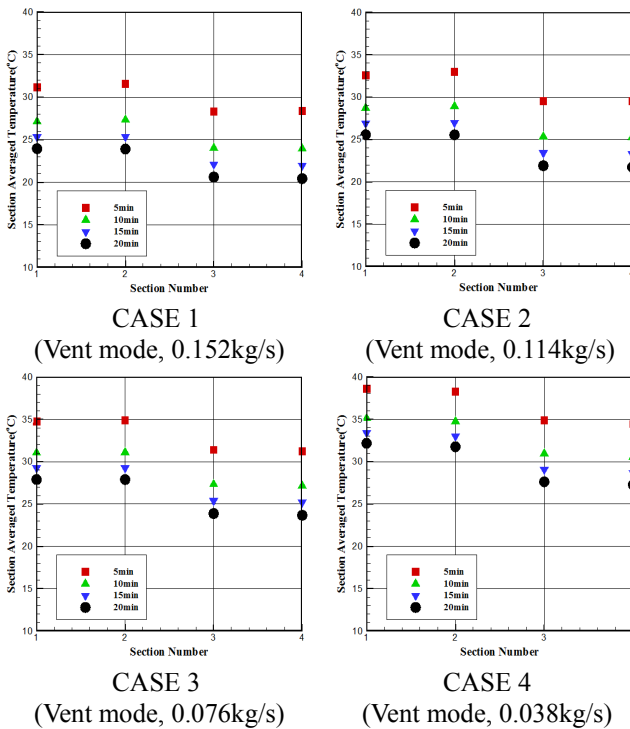 40
35
30
25
20
15
10
Section Averaged Temperature(°C)
5min
10min
15min
20min
1 2 3 4
Section Number
CASE 1
(Vent mode, 0.152kg/s)
40
35
30
25
20
15
10
Section Averaged Temperature(°C)
5min
10min
15min
20min
1 2 3
Section Number
CASE 2
(Vent mode, 0.114kg/s)
40
35
30
25
20
15
10
Section Averaged Temperature(°C)
5min
10min
15min
20min
1 2 3 4
Section Number
CASE 3
(Vent mode, 0.076kg/s)
40
35
30
25
20
15
10
Section Averaged Temperature(°C)
5min
10min
15min
20min
1 2 3
Section Number
CASE 4
(Vent mode, 0.038kg/s)